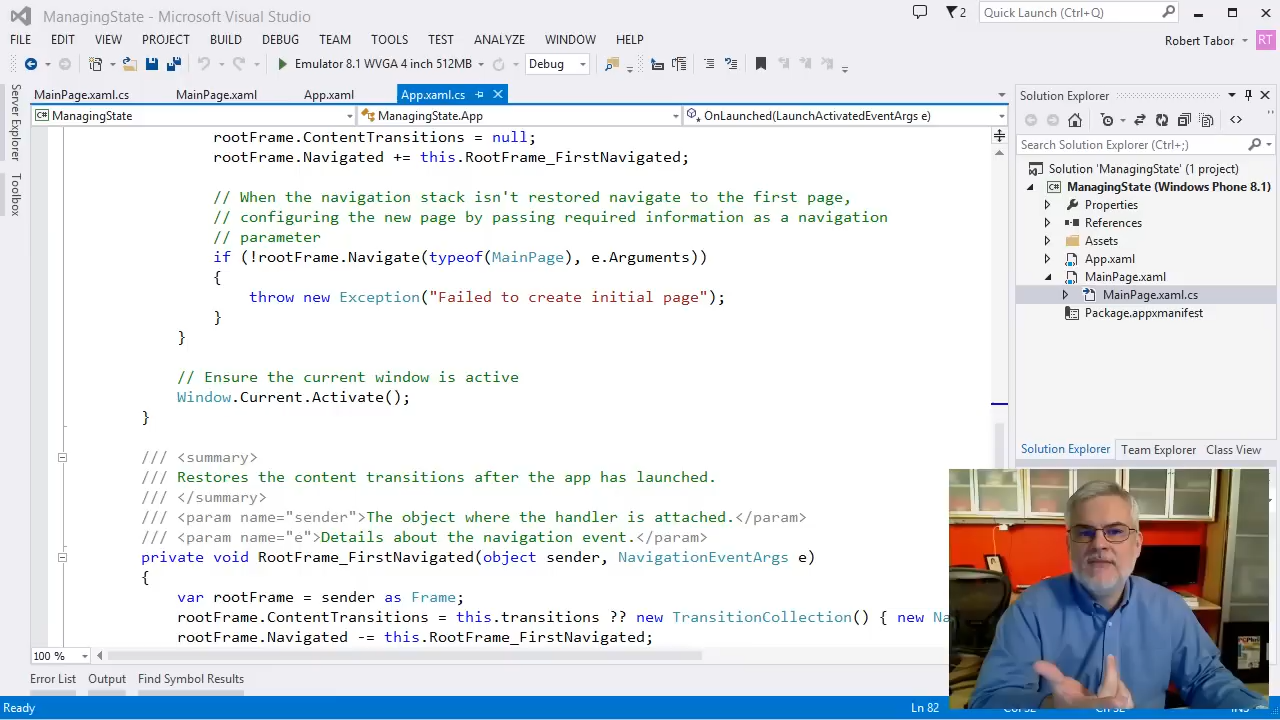 ManagingState - Microsoft Visual Studio
2
Quick Launch (Ctrl+Q)
FILE EDIT VIEW PROJECT BUILD DEBUG TEAM TOOLS TEST ANALYZE WINDOW HELP
Robert Tabor RT
Emulator 8.1 WVGA 4 inch 512MB
Debug
Server Explorer
Toolbox
MainPage.xaml.cs MainPage.xaml App.xaml App.xaml.cs
ManagingState
ManagingState.App
OnLaunched(LaunchActivatedEventArgs e)
rootFrame.ContentTransitions = null;
rootFrame.Navigated += this.RootFrame_FirstNavigated;
// When the navigation stack isn't restored navigate to the first page,
// configuring the new page by passing required information as a navigation
// parameter
if (!rootFrame.Navigate(typeof(MainPage), e.Arguments))
{
throw new Exception("Failed to create initial page");
}
}
// Ensure the current window is active
Window.Current.Activate();
}
/// <summary>
/// Restores the content transitions after the app has launched.
/// </summary>
/// <param name="sender">The object where the handler is attached.</param>
/// <param name="e">Details about the navigation event.</param>
private void RootFrame_FirstNavigated(object sender, NavigationEventArgs e)
{
var rootFrame = sender as Frame;
rootFrame.ContentTransitions = this.transitions ?? new TransitionCollection() { new Na
rootFrame.Navigated -= this.RootFrame_FirstNavigated;
100 %
Error List Output Find Symbol Results
Ready
Ln 82
Solution Explorer
Search Solution Explorer (Ctrl+;)
Solution 'ManagingState' (1 project)
ManagingState (Windows Phone 8.1)
Properties
References
Assets
App.xaml
MainPage.xaml
MainPage.xaml.cs
Package.appxmanifest
Solution Explorer Team Explorer Class View